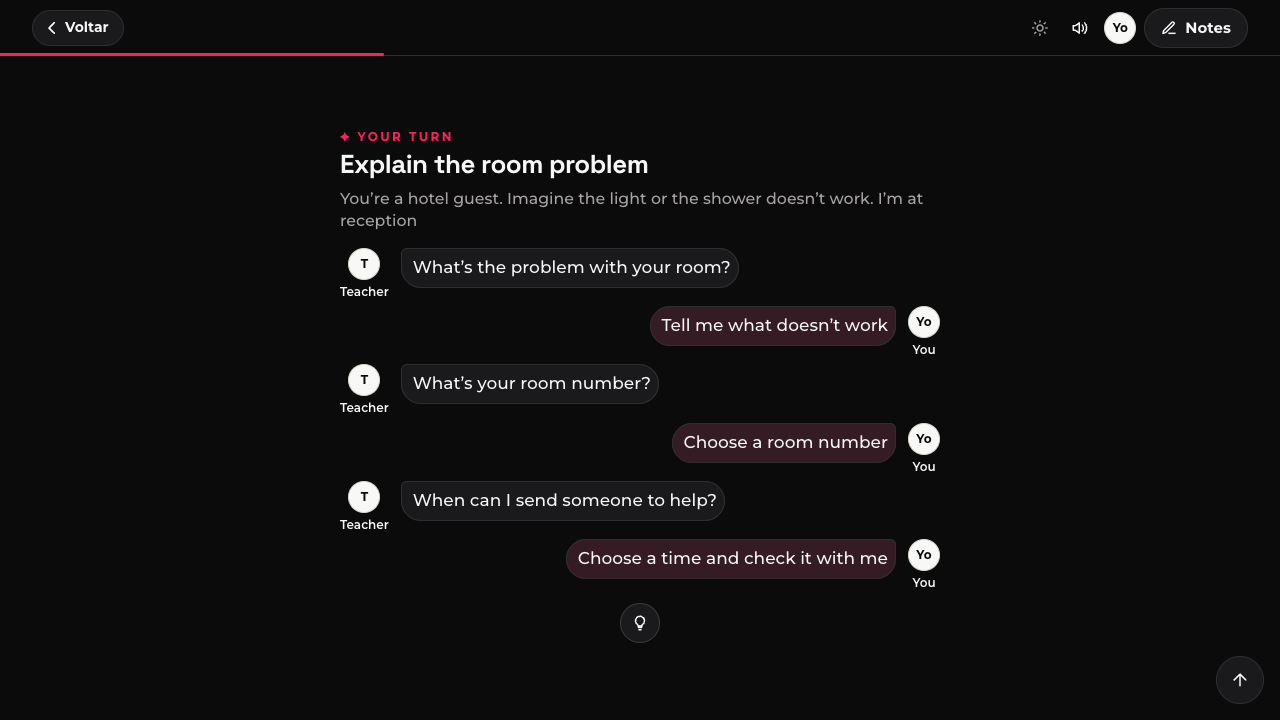 Voltar
Yo
Notes
YOUR TURN
Explain the room problem
You’re a hotel guest. Imagine the light or the shower doesn’t work. I’m at
reception
T
Teacher
What’s the problem with your room?
Tell me what doesn’t work
Yo
You
T
Teacher
What’s your room number?
Choose a room number
Yo
You
T
Teacher
When can I send someone to help?
Choose a time and check it with me
Yo
You